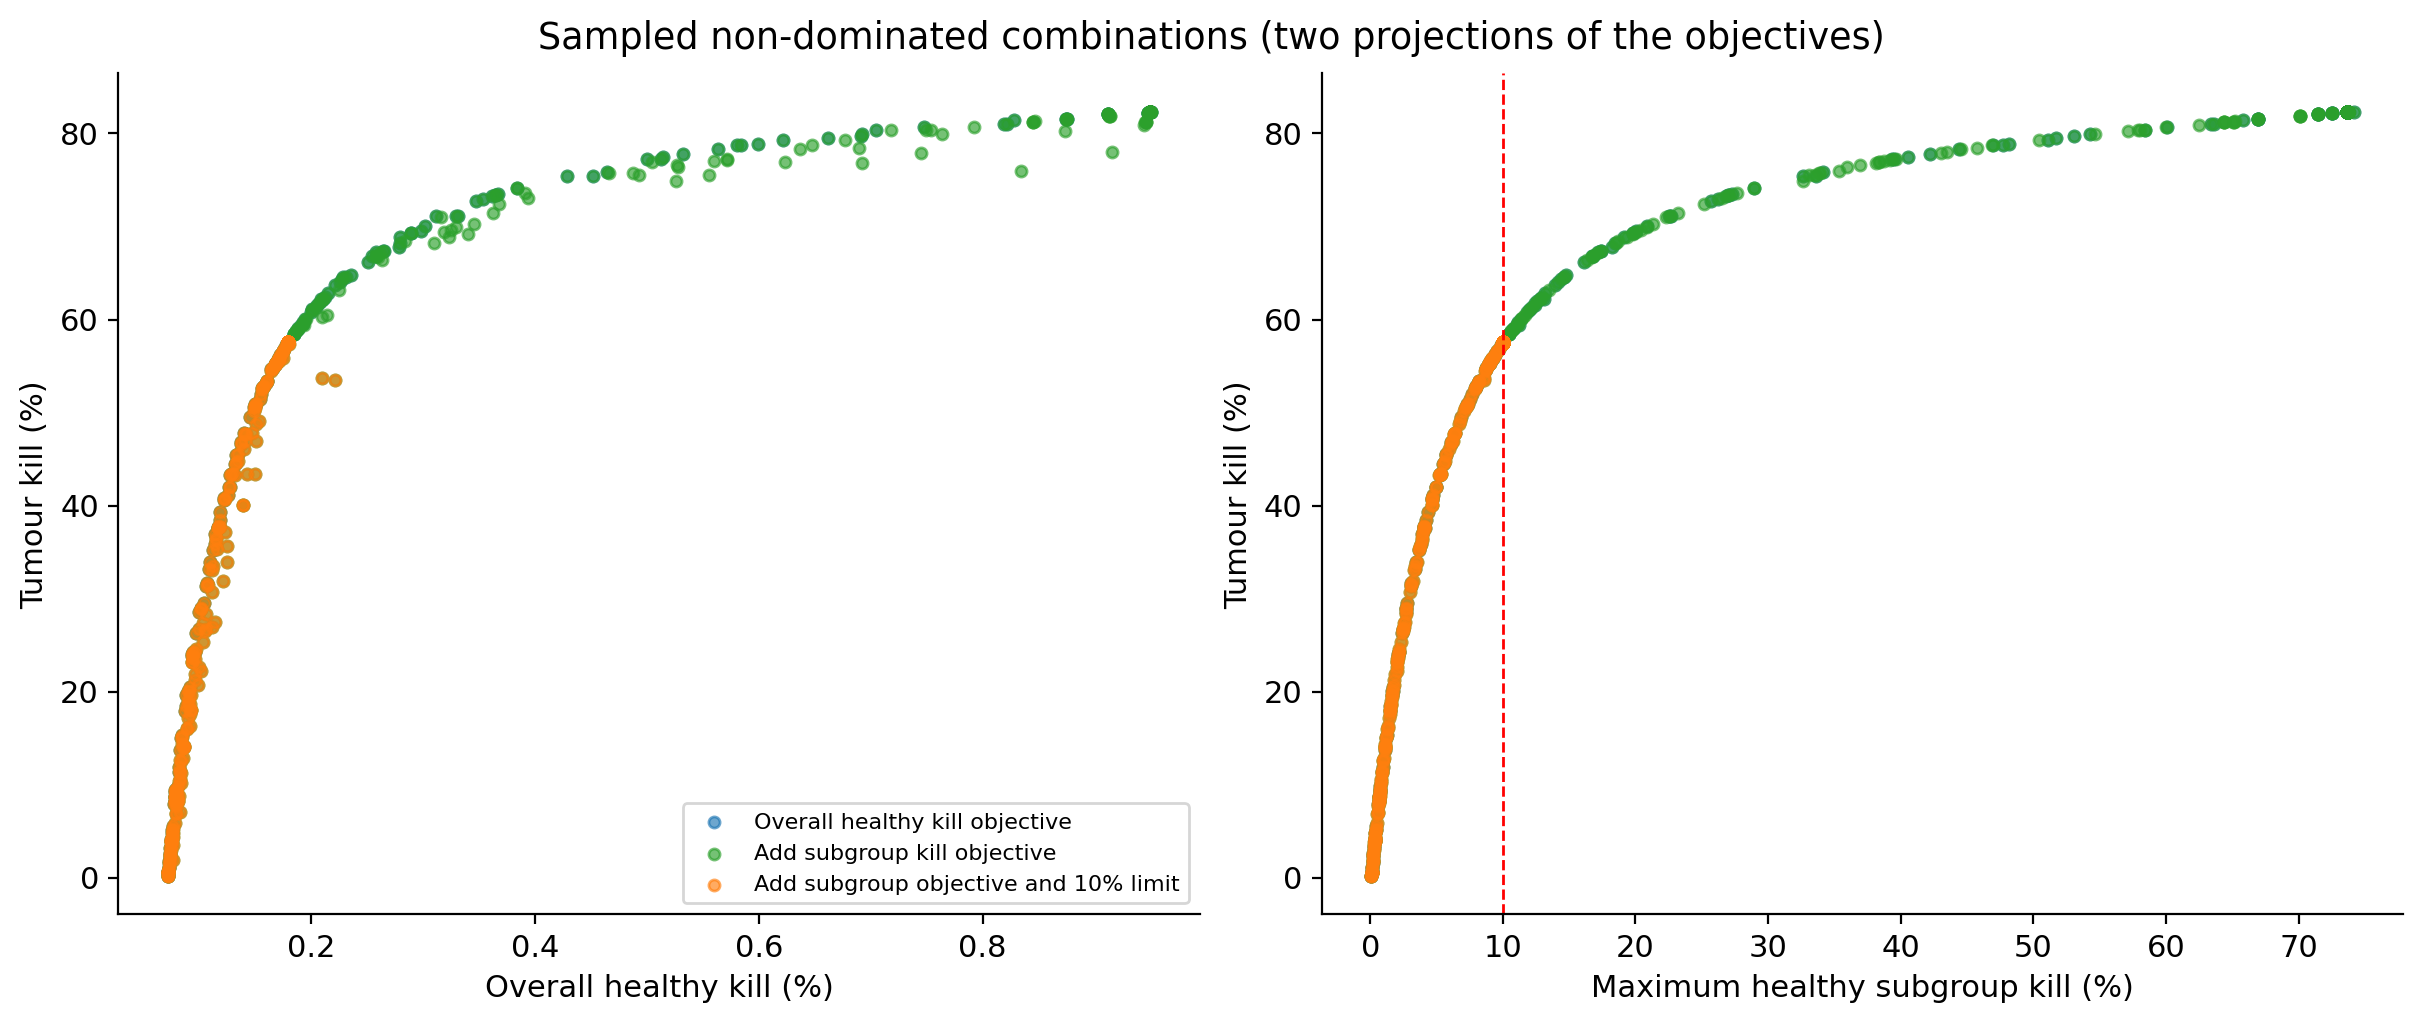 Sampled non-dominated combinations (two projections of the objectives)
Tumour kill (%)
80
60
40
20
0
0.2
0.4
0.6
0.8
Overall healthy kill (%)
Overall healthy kill objective
Add subgroup kill objective
Add subgroup objective and 10% limit
Tumour kill (%)
80
60
40
20
0
0
10
20
30
40
50
60
70
Maximum healthy subgroup kill (%)